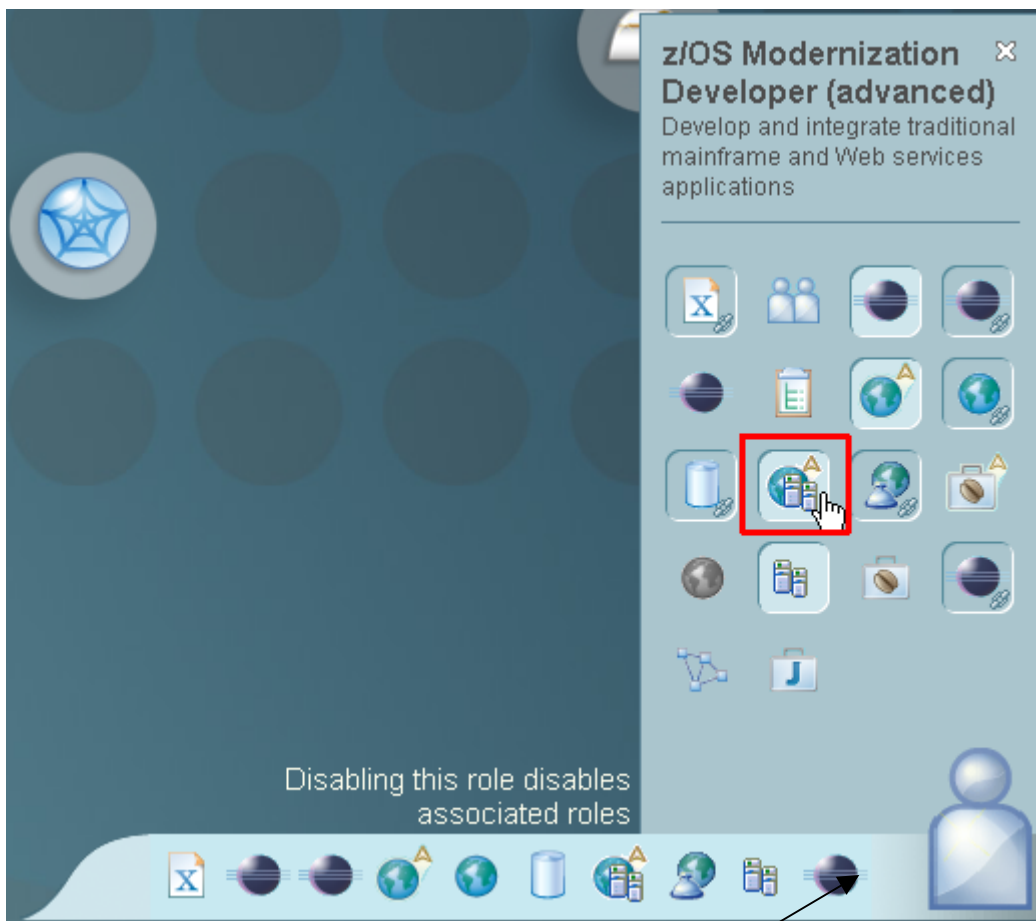 z/OS Modernization
Developer (advanced)
Develop and integrate traditional
mainframe and Web services
applications
X
J
Disabling this role disables
associated roles
X